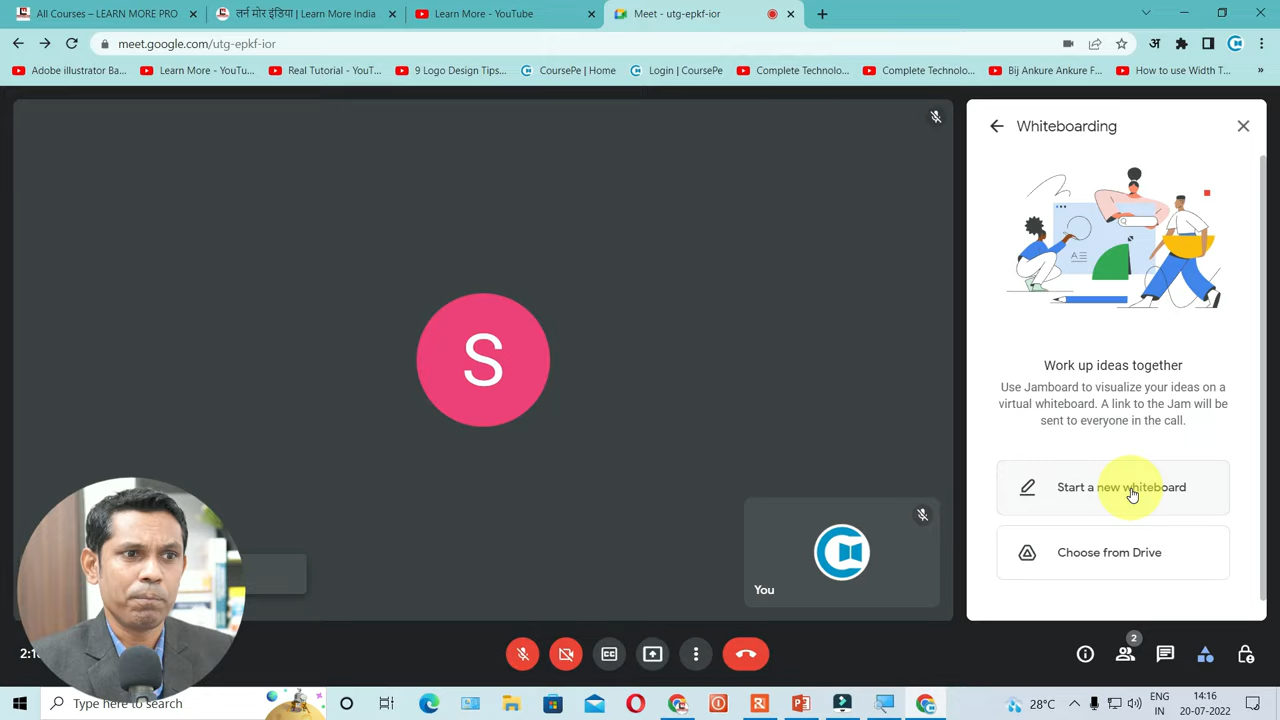 All Courses – LEARN MORE PRO
लर्न मोर इंडिया | Learn More India
Learn More - YouTube
Meet - utg-epkf-ior
meet.google.com/utg-epkf-ior
अ
Adobe illustrator Ba...
Learn More - YouTu...
Real Tutorial - YouT...
9 Logo Design Tips...
CoursePe | Home
Login | CoursePe
Complete Technolo...
Complete Technolo...
Bij Ankure Ankure F...
How to use Width T...
Whiteboarding
S
Work up ideas together
Use Jamboard to visualize your ideas on a
virtual whiteboard. A link to the Jam will be
sent to everyone in the call.
Start a new whiteboard
Choose from Drive
You
CC
2
Type here to search
28°C
ENG
IN
14:16
20-07-2022